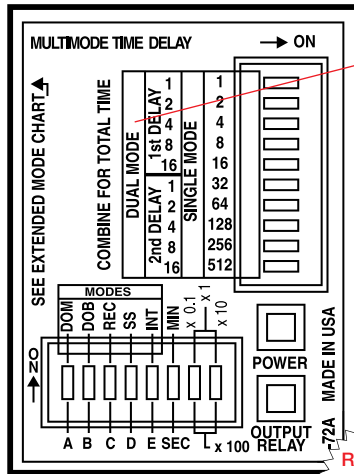 MULTIMODE TIME DELAY
→ ON
SEE EXTENDED MODE CHART
COMBINE FOR TOTAL TIME
DUAL MODE
1st DELAY
1
2
4
8
16
2nd DELAY
1
2
4
8
16
SINGLE MODE
1
2
4
8
16
32
64
128
256
512
MODES
DOM
DOB
REC
SS
INT
MIN
x 0.1
x 1
x 10
ON
A B C D E SEC L x 100
POWER
OUTPUT
RELAY
MADE IN USA
-72A
R